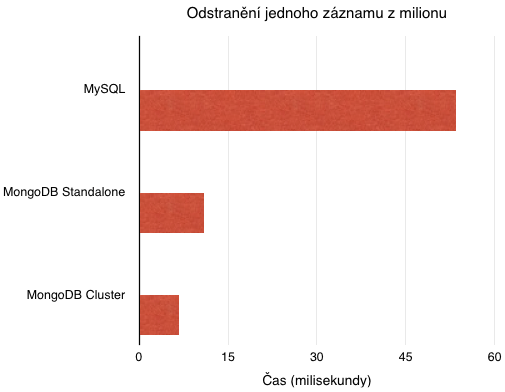 Odstranění jednoho záznamu z milionu
MySQL
MongoDB Standalone
MongoDB Cluster
0 15 30 45 60
Čas (milisekundy)